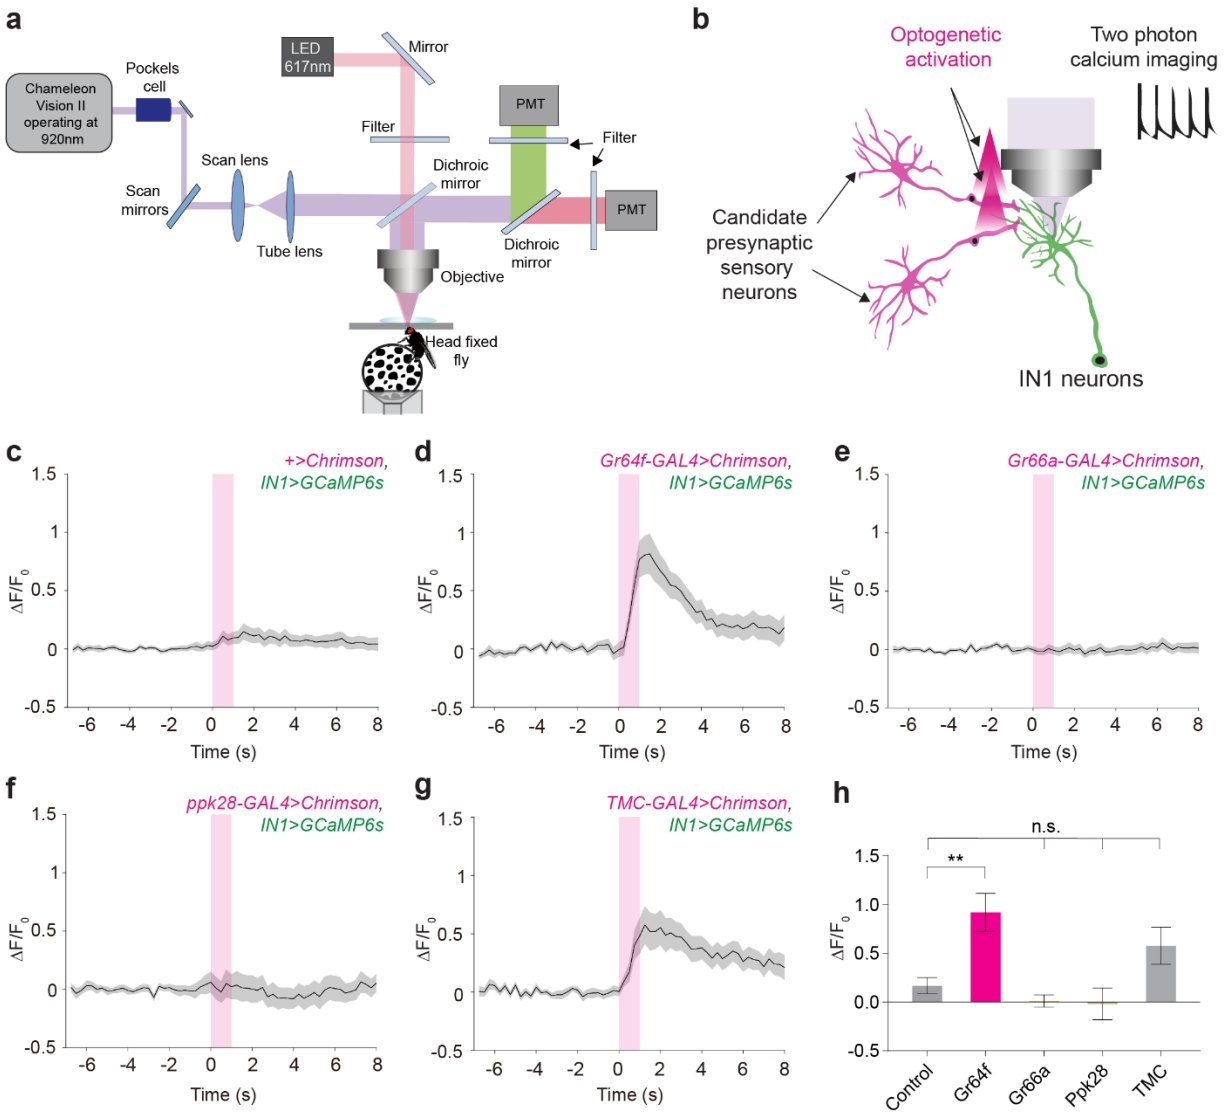 a
LED
617nm
Mirror
Pockels
cell
Chameleon
Vision II
operating at
920nm
PMT
Filter
Filter
Scan lens
Dichroic
mirror
Scan
mirrors
PMT
Tube lens
Dichroic
mirror
Objective
Head fixed
fly
b
Optogenetic
activation
Two photon
calcium imaging
Candidate
presynaptic
sensory
neurons
IN1 neurons
c
+>Chrimson,
IN1>GCaMP6s
1.5
1
0.5
0
-0.5
ΔF/F0
-6 -4 -2 0 2 4 6 8
Time (s)
d
Gr64f-GAL4>Chrimson,
IN1>GCaMP6s
1.5
1
0.5
0
-0.5
ΔF/F0
-6 -4 -2 0 2 4 6 8
Time (s)
e
Gr66a-GAL4>Chrimson,
IN1>GCaMP6s
1.5
1
0.5
0
-0.5
ΔF/F0
-6 -4 -2 0 2 4 6 8
Time (s)
f
ppk28-GAL4>Chrimson,
IN1>GCaMP6s
1.5
1
0.5
0
-0.5
ΔF/F0
-6 -4 -2 0 2 4 6 8
Time (s)
g
TMC-GAL4>Chrimson,
IN1>GCaMP6s
1.5
1
0.5
0
-0.5
ΔF/F0
-6 -4 -2 0 2 4 6 8
Time (s)
h
n.s.
**
1.5
1.0
0.5
0.0
-0.5
ΔF/F0
Control Gr64f Gr66a Ppk28 TMC